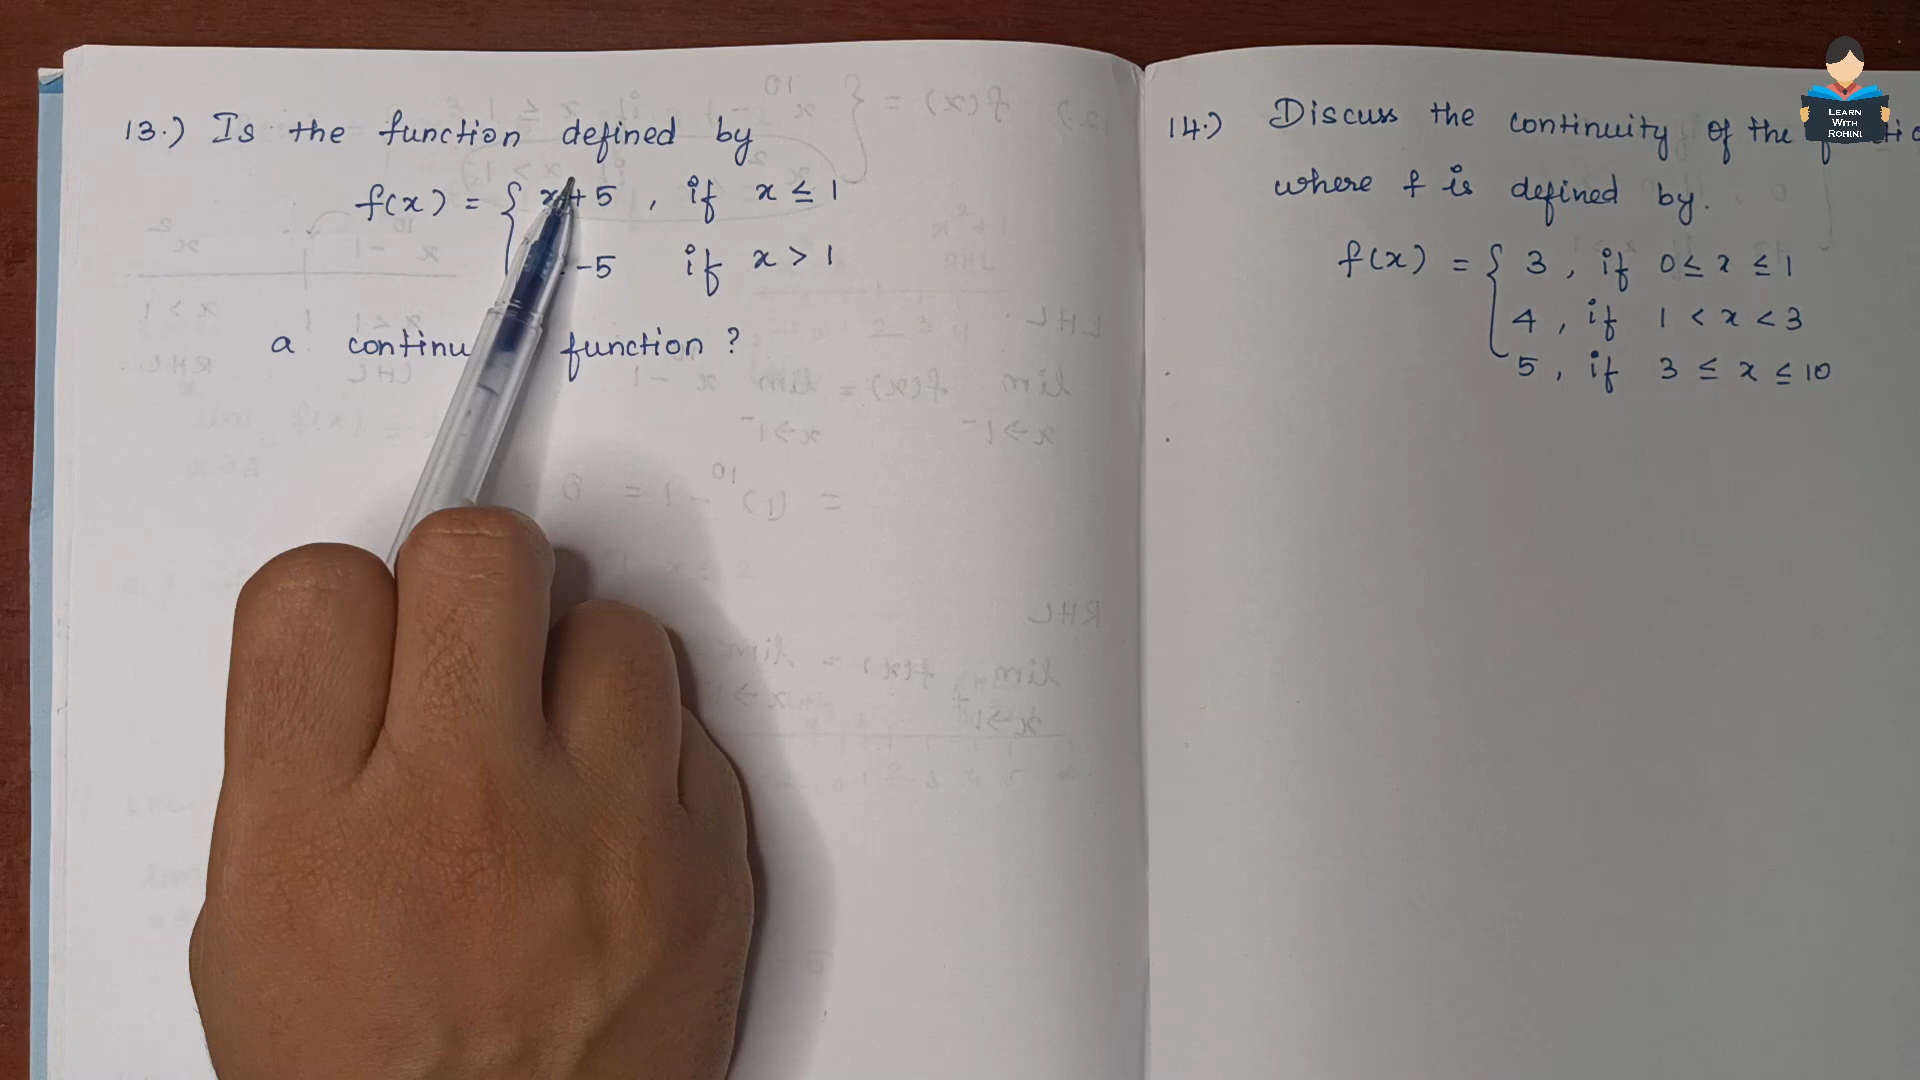 13.) Is the function defined by
f(x) = { x+5 , if x ≤ 1
-5 if x > 1
a continu function ?
14.) Discuss the continuity of the
where f is defined by.
f(x) = { 3 , if 0 ≤ x ≤ 1
4 , if 1 < x < 3
5 , if 3 ≤ x ≤ 10
LEARN
With
ROHINI